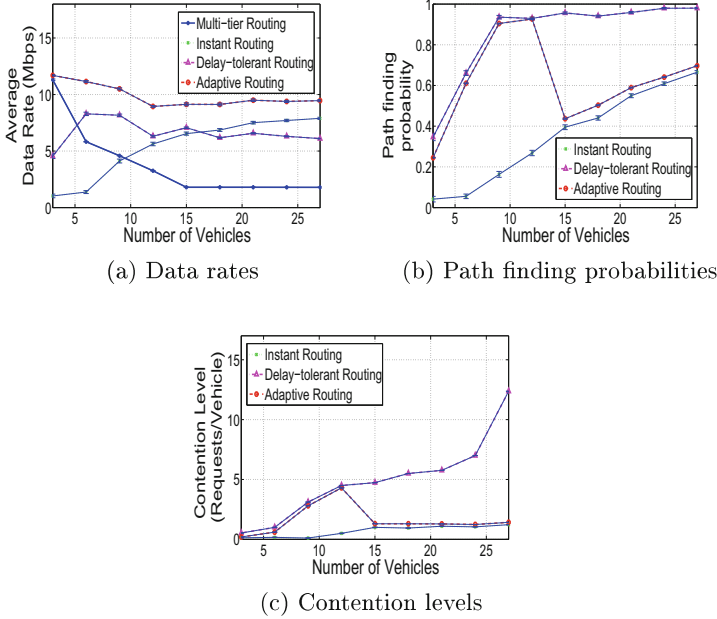 Average
Data Rate (Mbps)
15
10
5
0
Multi-tier Routing
Instant Routing
Delay-tolerant Routing
Adaptive Routing
5 10 15 20 25
Number of Vehicles
(a) Data rates
Path finding
probability
1
0.8
0.6
0.4
0.2
0
Instant Routing
Delay-tolerant Routing
Adaptive Routing
5 10 15 20 25
Number of Vehicles
(b) Path finding probabilities
Contention Level
(Requests/Vehicle)
15
10
5
0
Instant Routing
Delay-tolerant Routing
Adaptive Routing
5 10 15 20 25
Number of Vehicles
(c) Contention levels